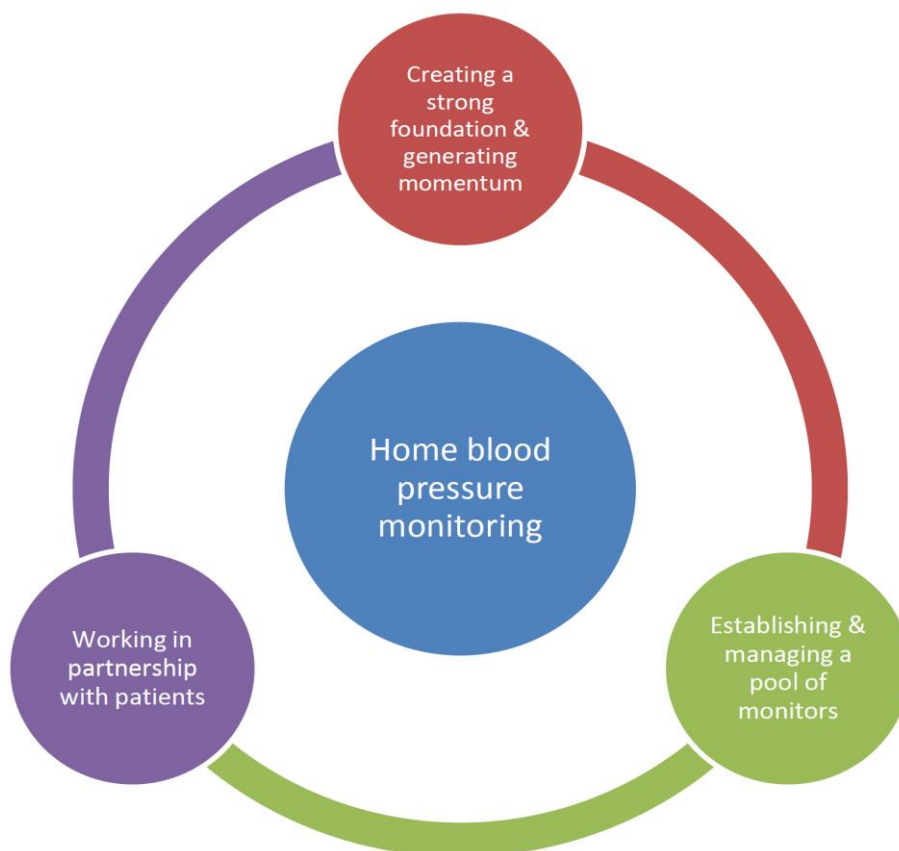 Creating a
strong
foundation &
generating
momentum
Home blood
pressure
monitoring
Working in
partnership
with patients
Establishing &
managing a
pool of
monitors